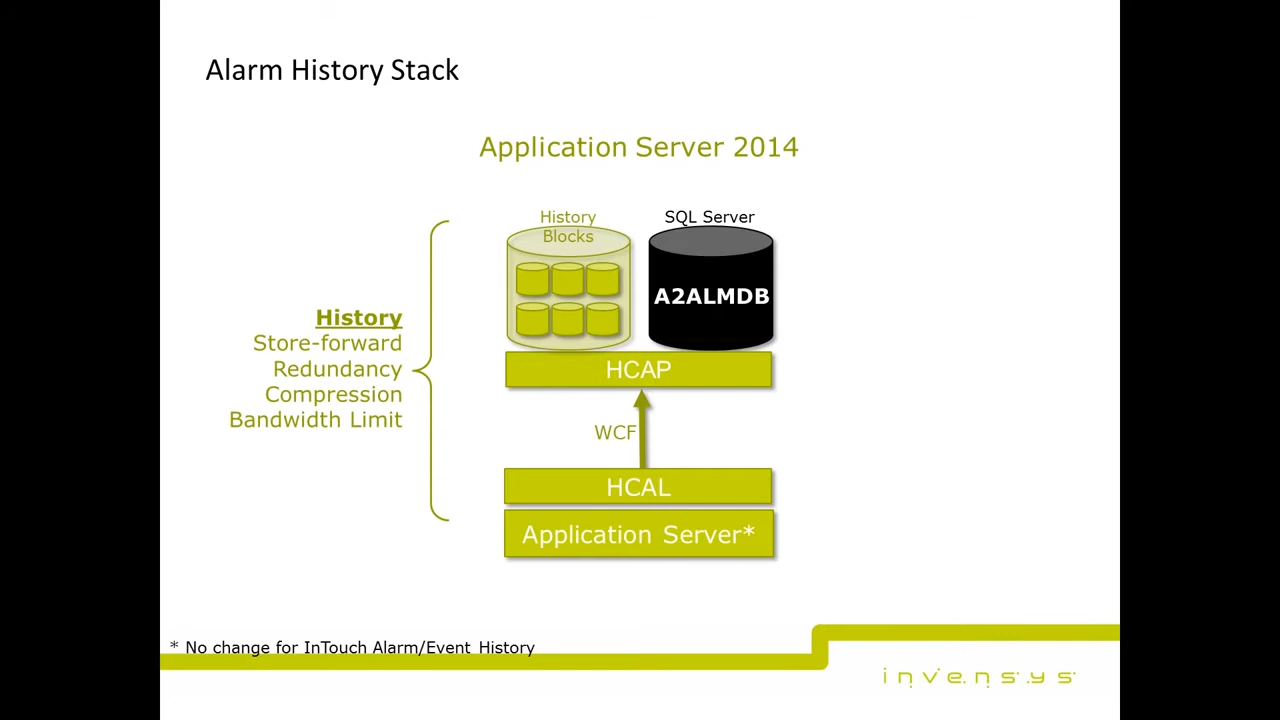 Alarm History Stack
Application Server 2014
History
Blocks
SQL Server
A2ALMDB
History
Store-forward
Redundancy
Compression
Bandwidth Limit
HCAP
WCF
HCAL
Application Server*
* No change for InTouch Alarm/Event History
invensys